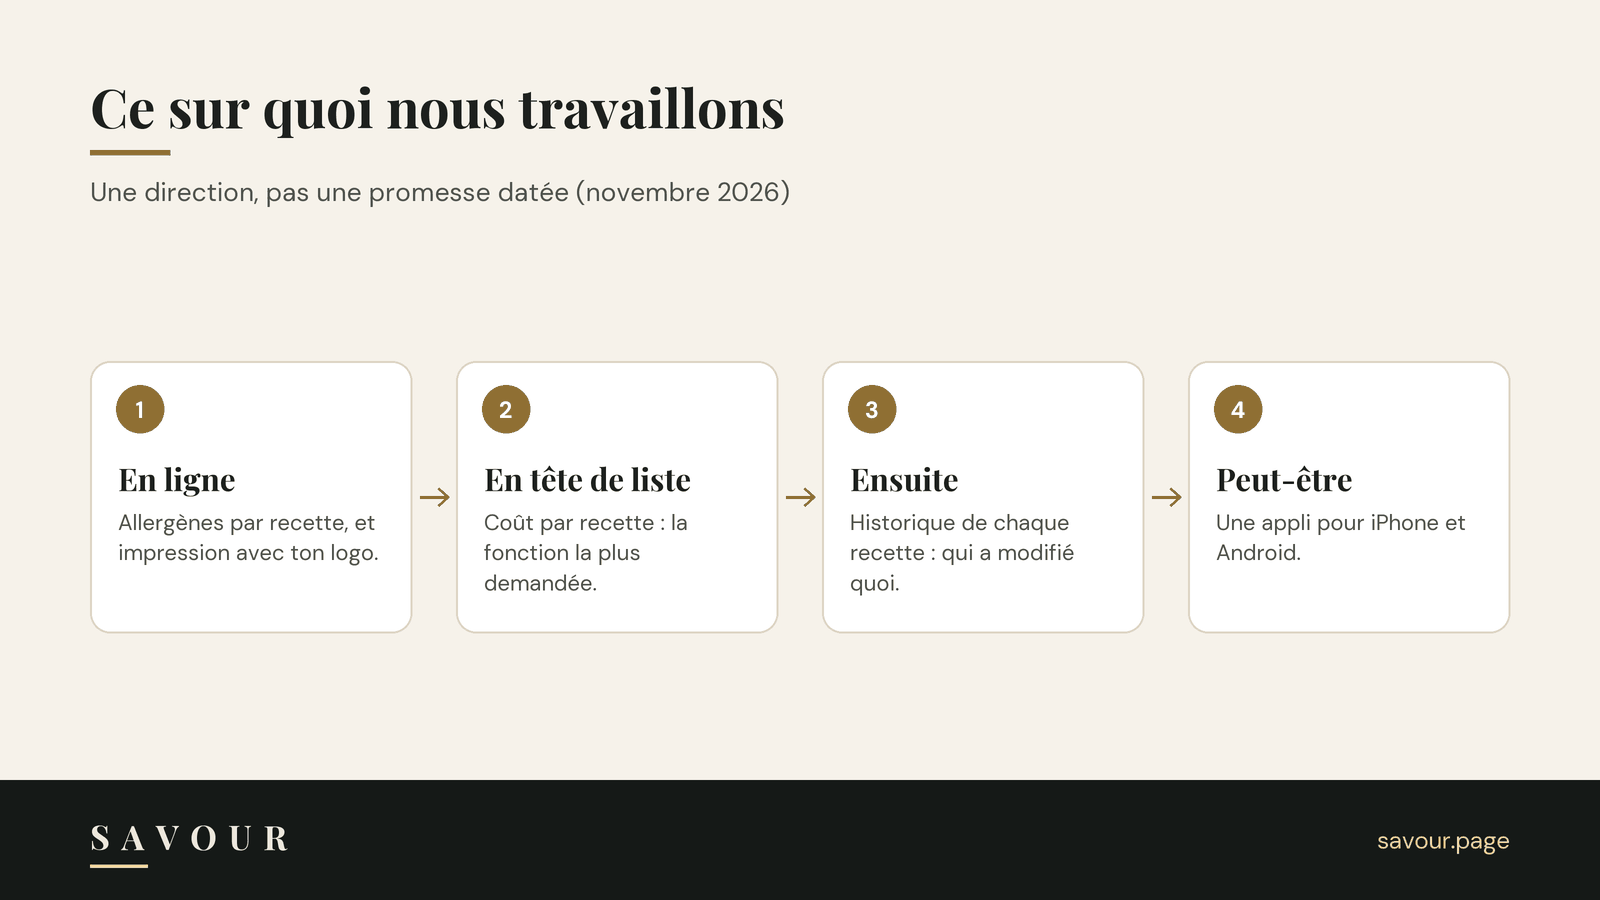 Ce sur quoi nous travaillons
Une direction, pas une promesse datée (novembre 2026)
1
En ligne
Allergènes par recette, et
impression avec ton logo.
2
En tête de liste
Coût par recette : la
fonction la plus
demandée.
3
Ensuite
Historique de chaque
recette : qui a modifié
quoi.
4
Peut-être
Une appli pour iPhone et
Android.
SAVOUR
savour.page